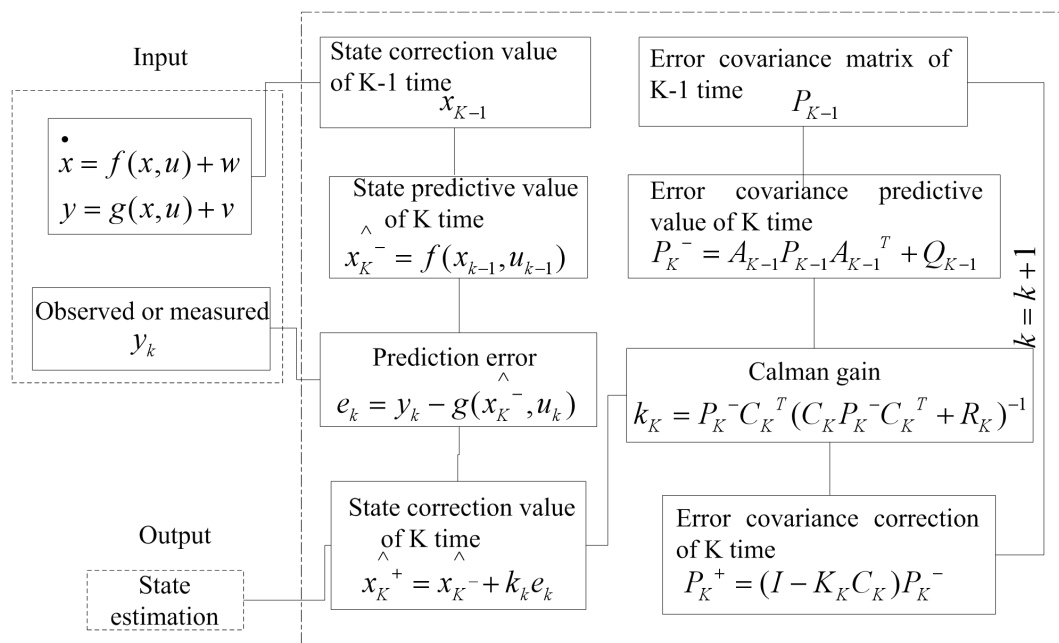 Input
ẋ = f(x,u) + w
y = g(x,u) + v
Observed or measured
y_k
Output
State
estimation
State correction value
of K-1 time
x_{K−1}
State predictive value
of K time
x̂_K^− = f(x_{k−1}, u_{k−1})
Prediction error
e_k = y_k − g(x̂_K^−, u_k)
State correction value
of K time
x̂_K^+ = x̂_{K^−} + k_k e_k
Error covariance matrix of
K-1 time
P_{K−1}
Error covariance predictive
value of K time
P_K^− = A_{K−1} P_{K−1} A_{K−1}^T + Q_{K−1}
Calman gain
k_K = P_K^− C_K^T (C_K P_K^− C_K^T + R_K)^{−1}
Error covariance correction
of K time
P_K^+ = (I − K_K C_K) P_K^−
k = k + 1